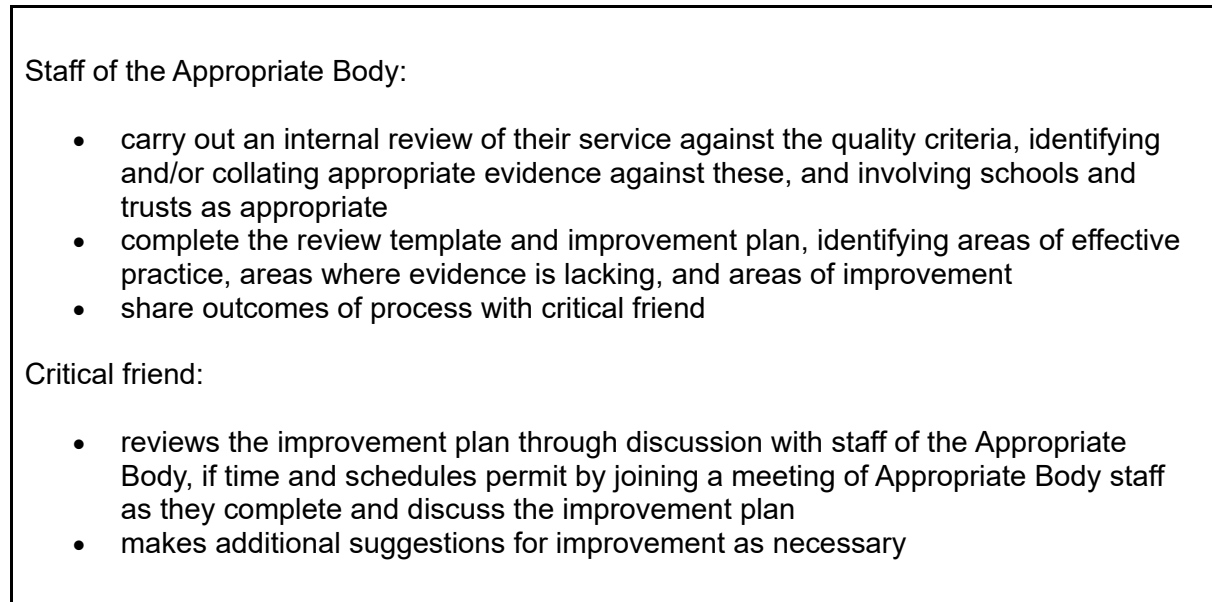 Staff of the Appropriate Body:
• carry out an internal review of their service against the quality criteria, identifying
and/or collating appropriate evidence against these, and involving schools and
trusts as appropriate
• complete the review template and improvement plan, identifying areas of effective
practice, areas where evidence is lacking, and areas of improvement
• share outcomes of process with critical friend
Critical friend:
• reviews the improvement plan through discussion with staff of the Appropriate
Body, if time and schedules permit by joining a meeting of Appropriate Body staff
as they complete and discuss the improvement plan
• makes additional suggestions for improvement as necessary